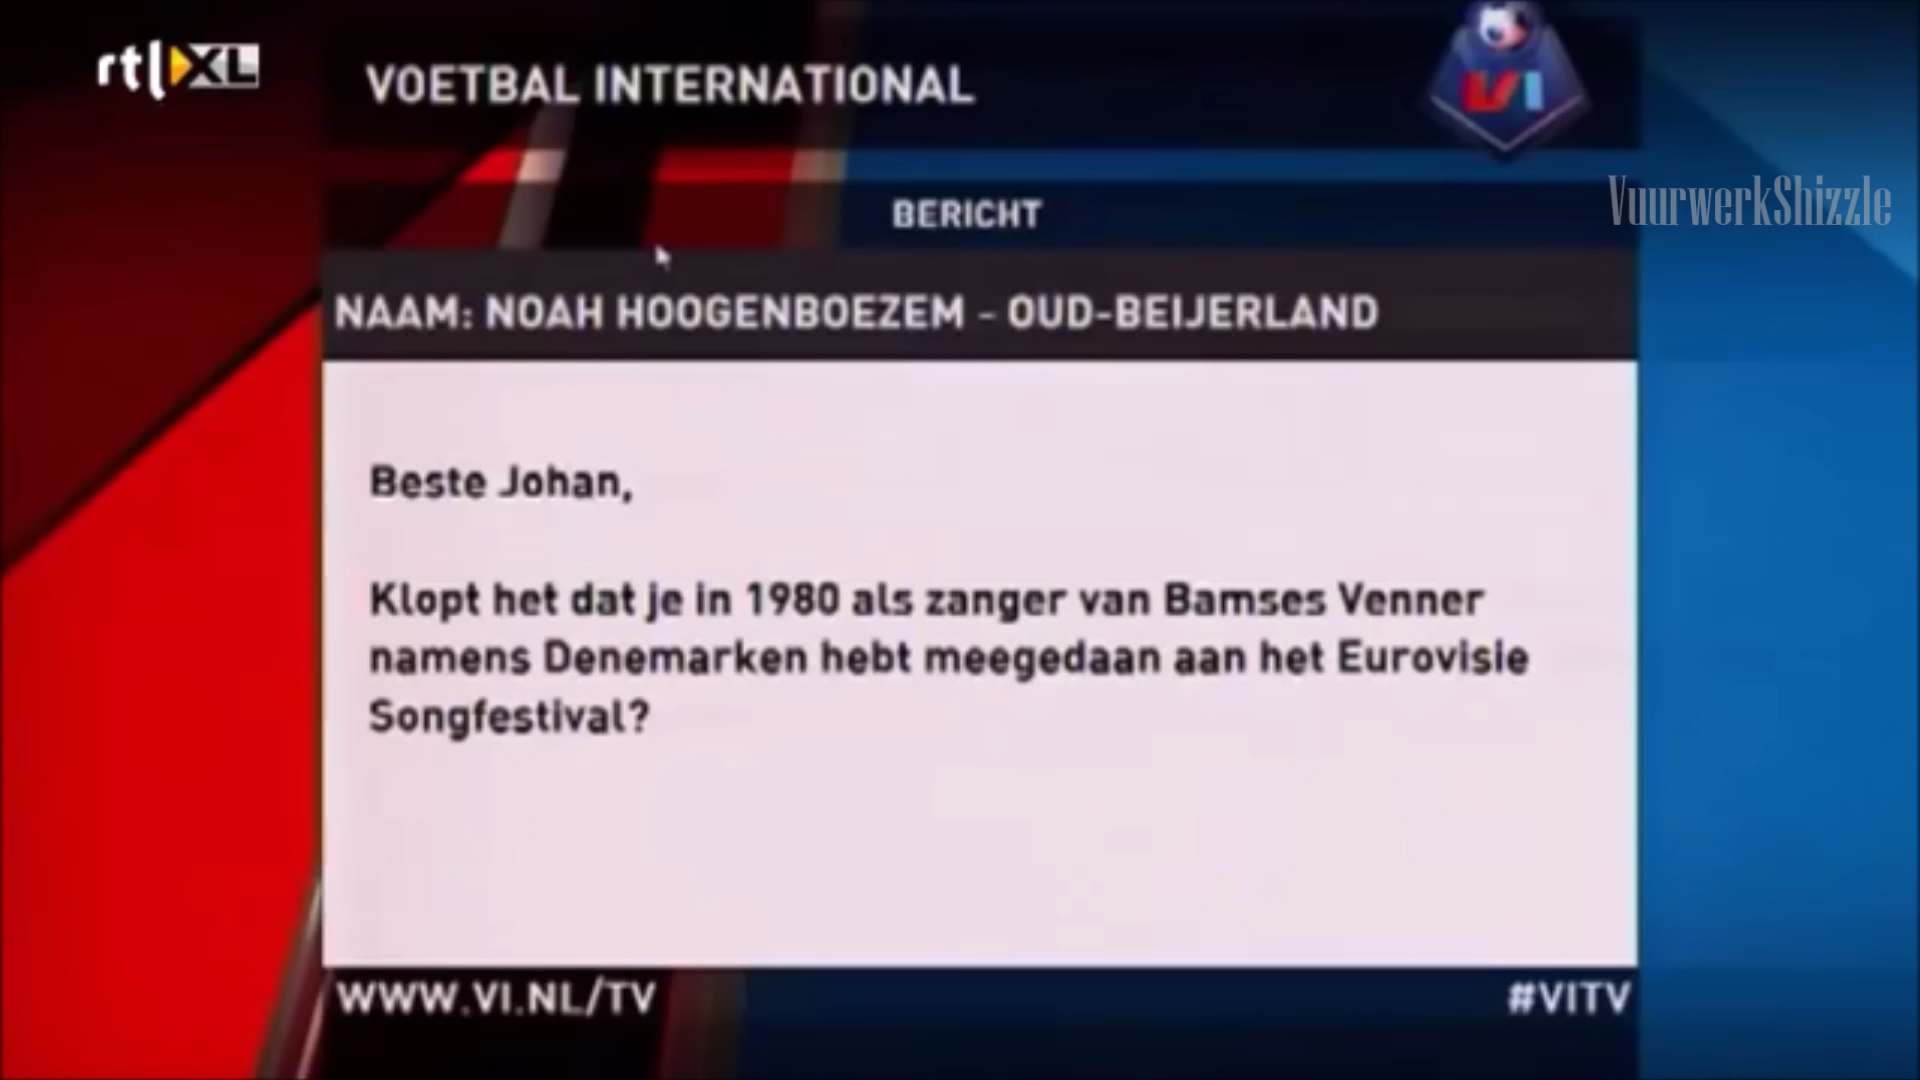 rtl XL
VOETBAL INTERNATIONAL
VI
VuurwerkShizzle
BERICHT
NAAM: NOAH HOOGENBOEZEM - OUD-BEIJERLAND
Beste Johan,
Klopt het dat je in 1980 als zanger van Bamses Venner
namens Denemarken hebt meegedaan aan het Eurovisie
Songfestival?
WWW.VI.NL/TV
#VITV